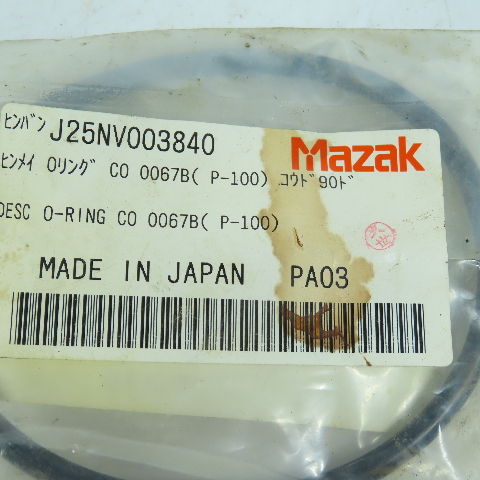 ﾋﾝﾊﾞﾝ J25NV003840
Mazak
ﾋﾝﾒｲ Oﾘﾝｸﾞ CO 0067B( P-100) ｺｳﾄﾞ90ﾄﾞ
DESC O-RING CO 0067B( P-100)
MADE IN JAPAN PA03